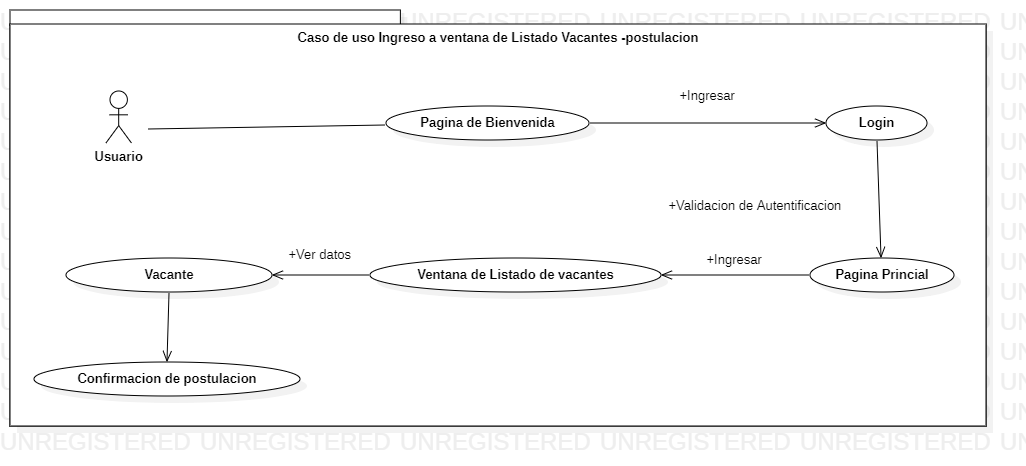 UNREGISTERED UNREGISTERED UNREGISTERED UN
Caso de uso Ingreso a ventana de Listado Vacantes -postulacion
+Ingresar
Pagina de Bienvenida
Login
Usuario
+Validacion de Autentificacion
+Ver datos
+Ingresar
Vacante
Ventana de Listado de vacantes
Pagina Princial
Confirmacion de postulacion
UNREGISTERED UNREGISTERED UNREGISTERED UNREGISTERED UNREGISTERED UN